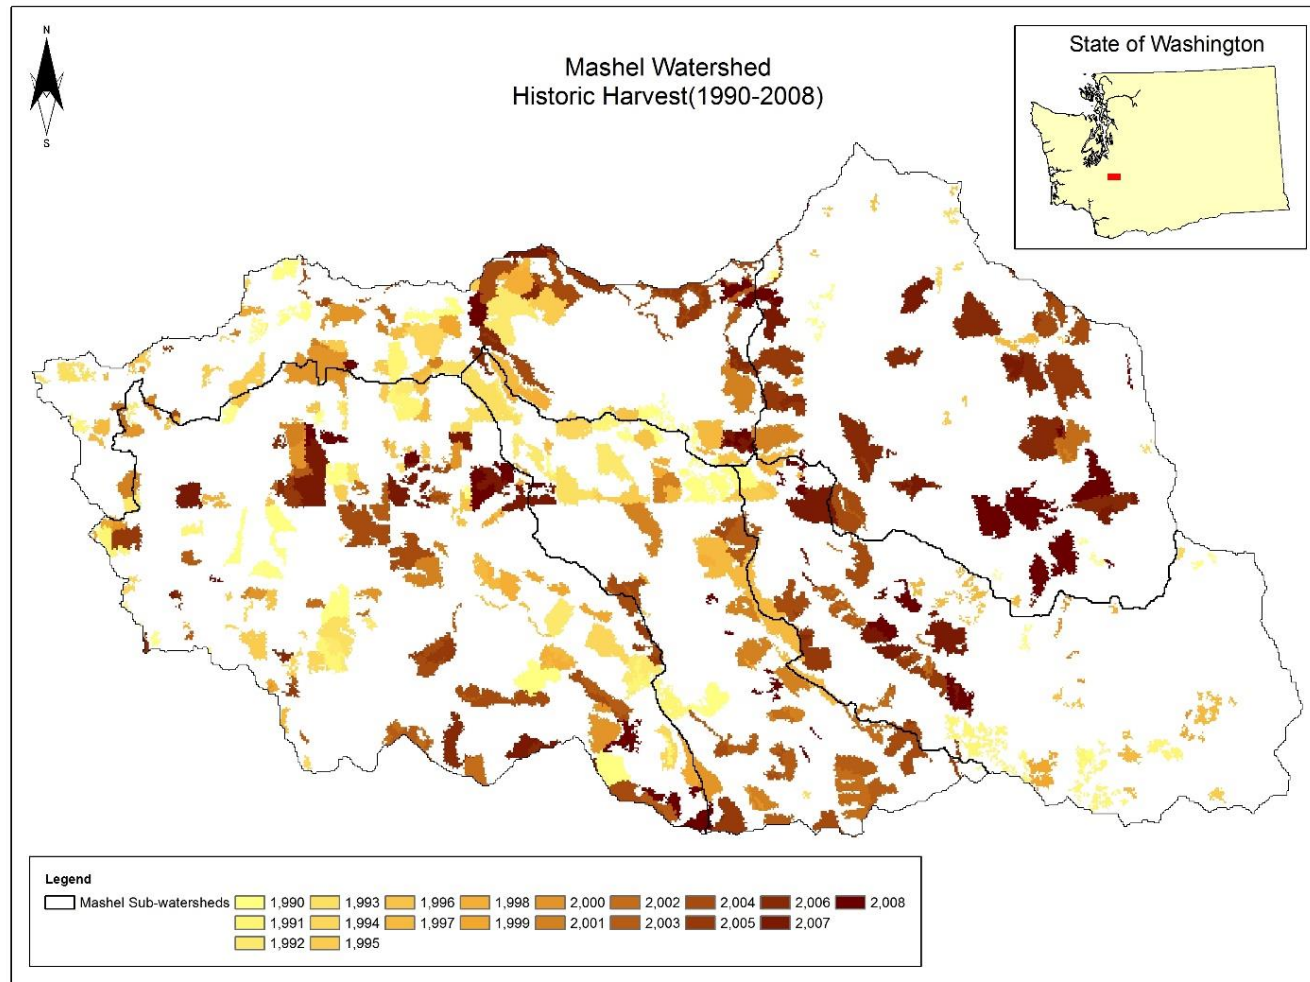 N
S
Mashel Watershed
Historic Harvest(1990-2008)
State of Washington
Legend
Mashel Sub-watersheds 1,990 1,993 1,996 1,998 2,000 2,002 2,004 2,006 2,008
1,991 1,994 1,997 1,999 2,001 2,003 2,005 2,007
1,992 1,995